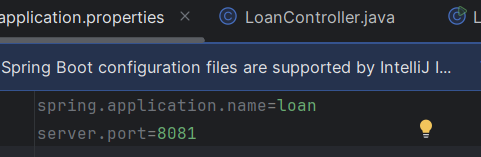 application.properties × LoanController.java L
Spring Boot configuration files are supported by IntelliJ I...
spring.application.name=loan
server.port=8081